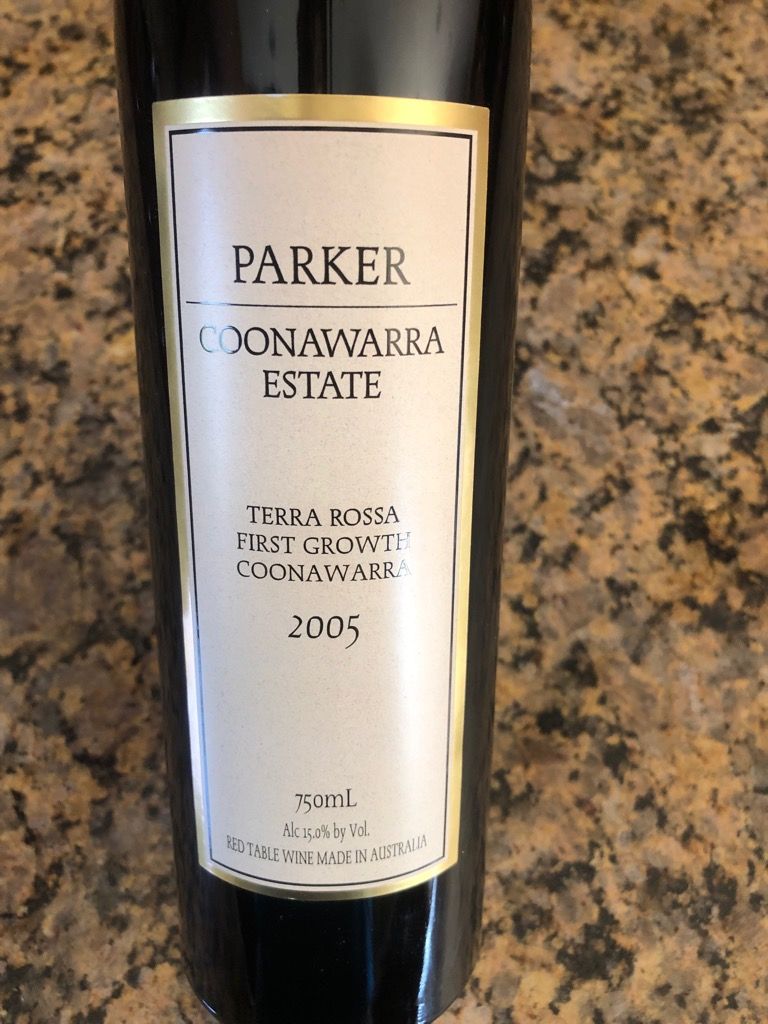 PARKER
COONAWARRA
ESTATE
TERRA ROSSA
FIRST GROWTH
COONAWARRA
2005
750mL
Alc 15.0% by Vol.
RED TABLE WINE MADE IN AUSTRALIA